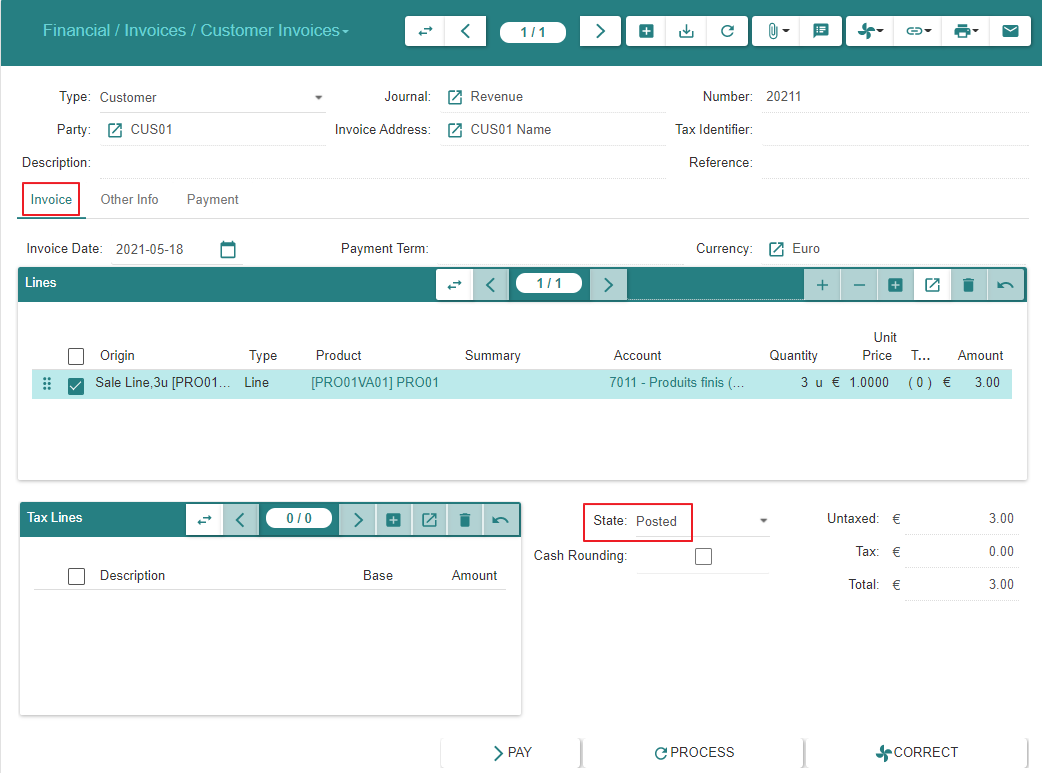 Financial / Invoices / Customer Invoices
1 / 1
Type: Customer Journal: Revenue Number: 20211
Party: CUS01 Invoice Address: CUS01 Name Tax Identifier:
Description: Reference:
Invoice Other Info Payment
Invoice Date: 2021-05-18 Payment Term: Currency: Euro
Lines 1 / 1
Origin Type Product Summary Account Quantity Unit Price T... Amount
Sale Line,3u [PRO01... Line [PRO01VA01] PRO01 7011 - Produits finis (... 3 u € 1.0000 ( 0 ) € 3.00
Tax Lines 0 / 0
Description Base Amount
State: Posted Untaxed: € 3.00
Cash Rounding: Tax: € 0.00
Total: € 3.00
PAY PROCESS CORRECT